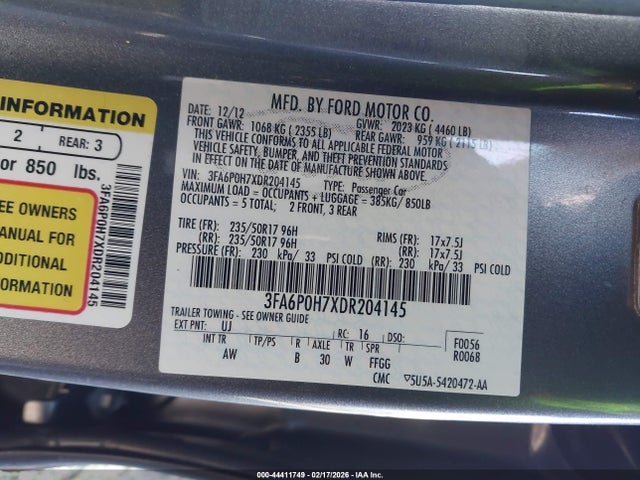 INFORMATION
2 REAR: 3
or 850 lbs.
EE OWNERS
MANUAL FOR
ADDITIONAL
NFORMATION
3FA6P0H7XDR204145
MFD. BY FORD MOTOR CO.
DATE: 12/12 GVWR: 2023 KG (4460 LB)
FRONT GAWR: 1068 KG (2355 LB) REAR GAWR: 959 KG (2115 LB)
THIS VEHICLE CONFORMS TO ALL APPLICABLE FEDERAL MOTOR
VEHICLE SAFETY, BUMPER, AND THEFT PREVENTION STANDARDS
IN EFFECT ON THE DATE OF MANUFACTURE SHOWN ABOVE.
VIN: 3FA6P0H7XDR204145 TYPE: Passenger Car
MAXIMUM LOAD = OCCUPANTS + LUGGAGE = 385KG/850LB
OCCUPANTS = 5 TOTAL; 2 FRONT, 3 REAR
TIRE (FR): 235/50R17 96H RIMS (FR): 17x7.5J
(RR): 235/50R17 96H (RR): 17x7.5J
PRESSURE (FR): 230 kPa/ 33 PSI COLD (RR): 230 kPa/ 33 PSI COLD
3FA6P0H7XDR204145
TRAILER TOWING - SEE OWNER GUIDE
EXT PNT: UJ RC: 16 DSO: F0056
R0068
INT TR TP/PS R AXLE TR SPR
AW B 30 W FFGG
CMC 5U5A-5420472-AA
000-44411749 - 02/17/2026 - IAA Inc.